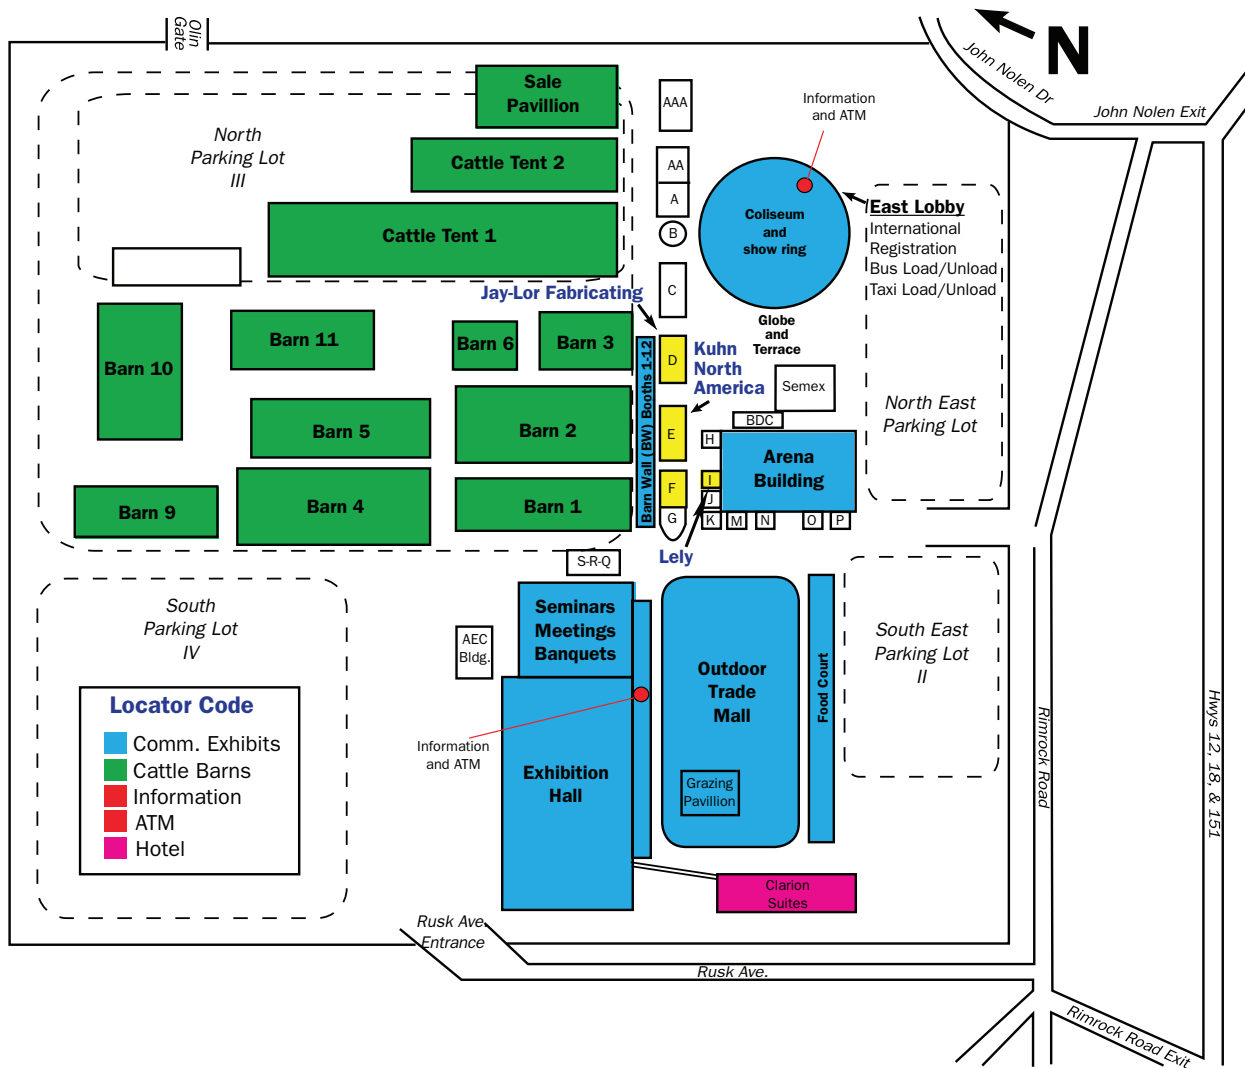 Olin
Gate
N
John Nolen Dr
John Nolen Exit
Sale
Pavillion
AAA
Information
and ATM
North
Parking Lot
III
Cattle Tent 2
AA
A
Coliseum
and
show ring
East Lobby
International
Registration
Bus Load/Unload
Taxi Load/Unload
Cattle Tent 1
B
Jay-Lor Fabricating
C
Globe
and
Terrace
Barn 10
Barn 11
Barn 6
Barn 3
Barn Wall (BW) Booths 1-12
D
Kuhn
North
America
Semex
North East
Parking Lot
BDC
Barn 5
Barn 2
E
H
Arena
Building
I
F
J
Barn 9
Barn 4
Barn 1
G
K
M
N
O
P
Lely
S-R-Q
South
Parking Lot
IV
AEC
Bldg.
Seminars
Meetings
Banquets
Outdoor
Trade
Mall
Food Court
South East
Parking Lot
II
Locator Code
Comm. Exhibits
Cattle Barns
Information
ATM
Hotel
Information
and ATM
Exhibition
Hall
Grazing
Pavillion
Rimrock Road
Hwys 12, 18, & 151
Clarion
Suites
Rusk Ave.
Entrance
Rusk Ave.
Rimrock Road Exit